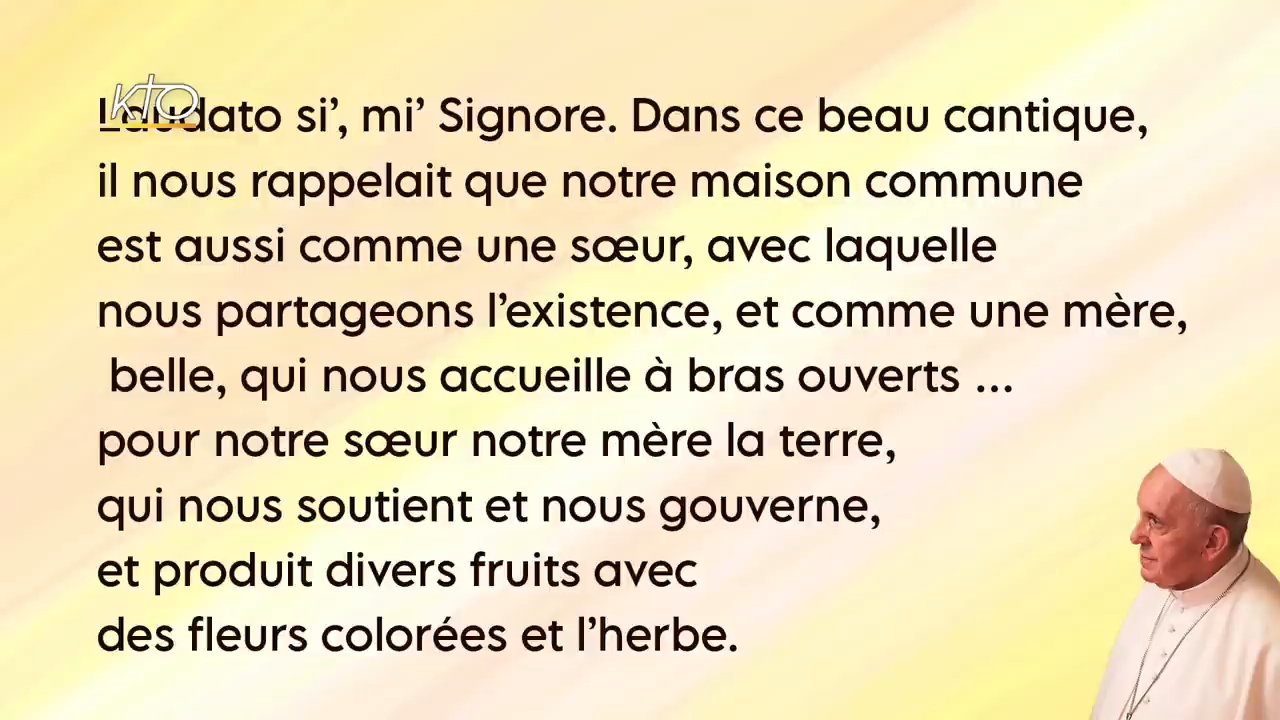 KTO
Laudato si’, mi’ Signore. Dans ce beau cantique,
il nous rappelait que notre maison commune
est aussi comme une sœur, avec laquelle
nous partageons l’existence, et comme une mère,
belle, qui nous accueille à bras ouverts ...
pour notre sœur notre mère la terre,
qui nous soutient et nous gouverne,
et produit divers fruits avec
des fleurs colorées et l’herbe.